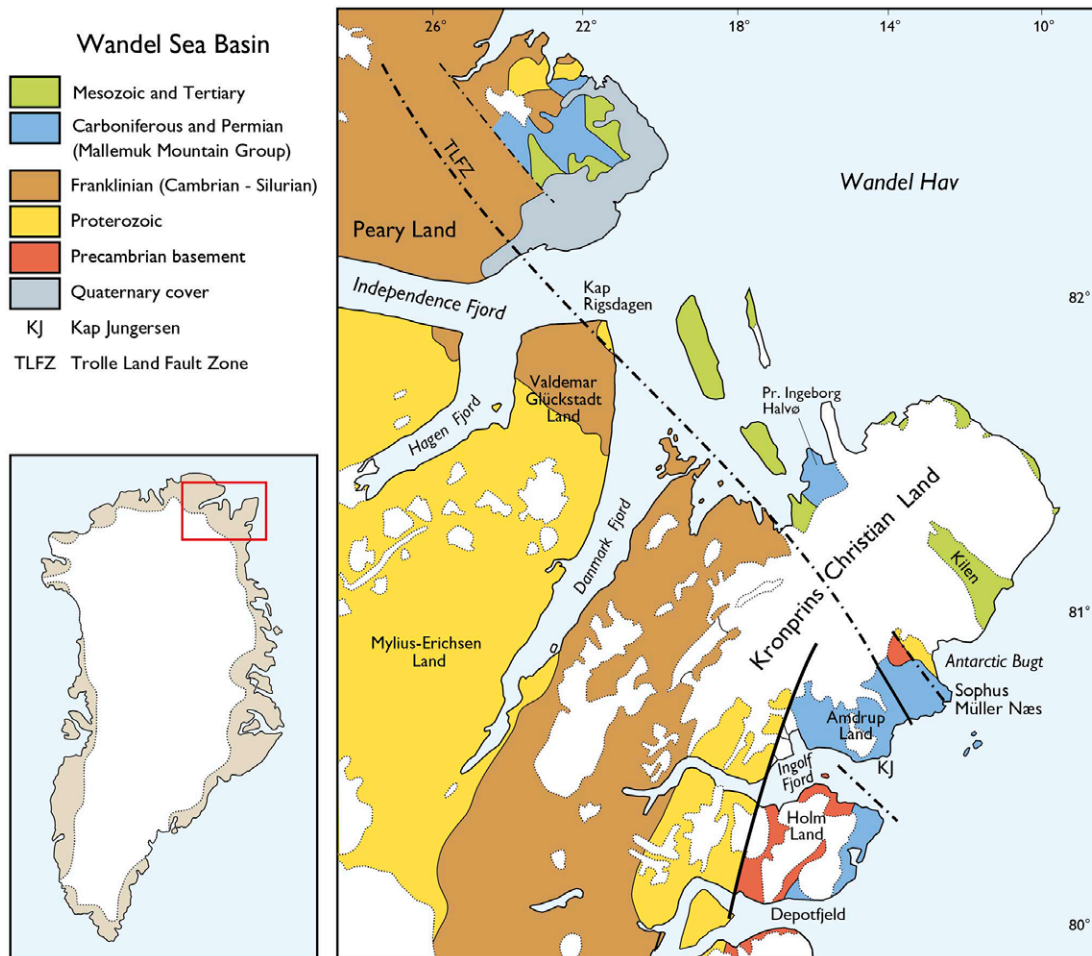 Wandel Sea Basin
Mesozoic and Tertiary
Carboniferous and Permian
(Mallemuk Mountain Group)
Franklinian (Cambrian - Silurian)
Proterozoic
Precambrian basement
Quaternary cover
KJ Kap Jungersen
TLFZ Trolle Land Fault Zone
26° 22° 18° 14° 10°
TLFZ
Wandel Hav
Peary Land
Independence Fjord
Kap
Rigsdagen
82°
Valdemar
Glückstadt
Land
Pr. Ingeborg
Halvø
Hagen Fjord
Danmark Fjord
Kronprins Christian Land
Kilen
81°
Mylius-Erichsen
Land
Antarctic Bugt
Sophus
Müller Næs
Amdrup
Land
KJ
Ingolf
Fjord
Holm
Land
Depotfjeld
80°